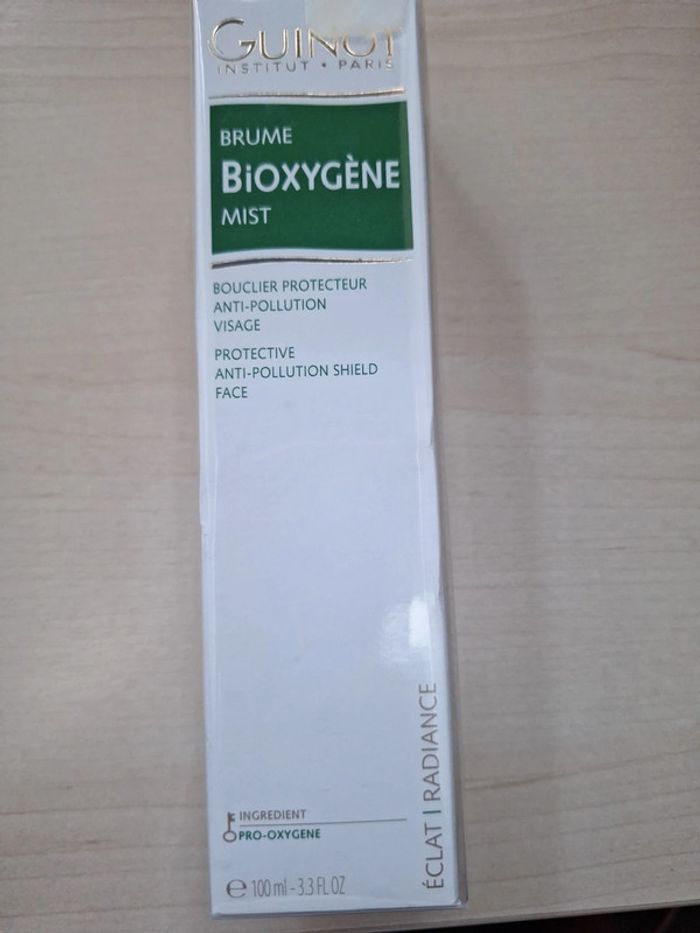 GUINOT
INSTITUT • PARIS
BRUME
BiOXYGÈNE
MIST
BOUCLIER PROTECTEUR
ANTI-POLLUTION
VISAGE
PROTECTIVE
ANTI-POLLUTION SHIELD
FACE
ÉCLAT | RADIANCE
INGREDIENT
PRO-OXYGENE
℮ 100 ml - 3.3 FL OZ